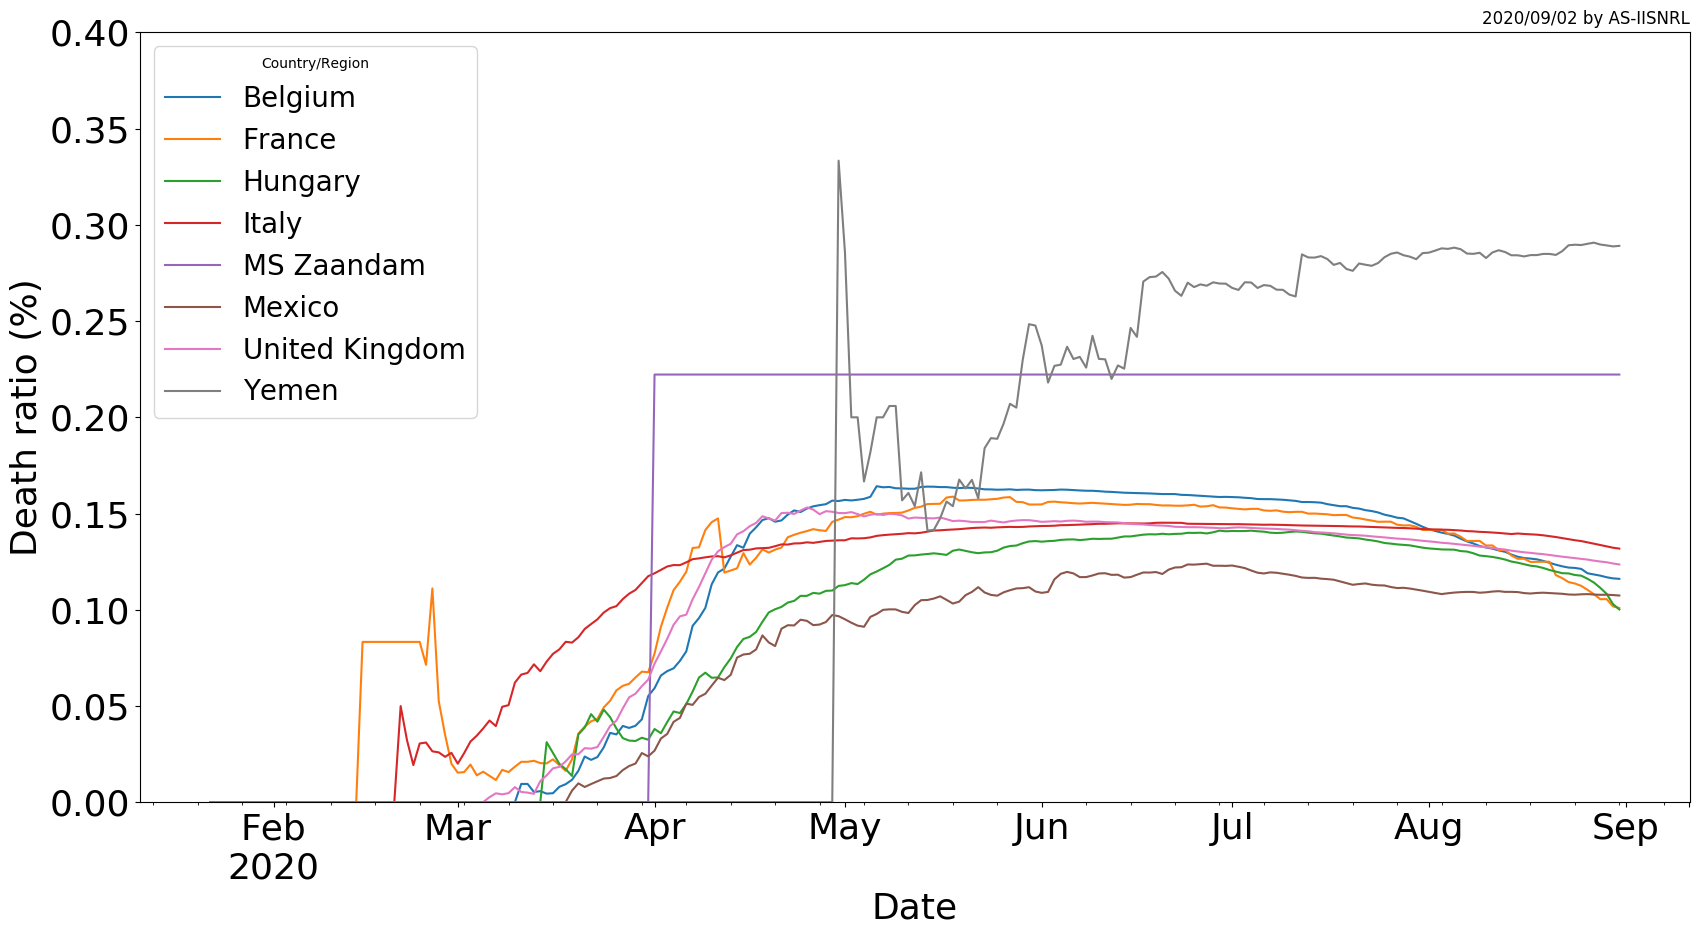 2020/09/02 by AS-IISNRL
0.40
0.35
0.30
0.25
0.20
0.15
0.10
0.05
0.00
Death ratio (%)
Country/Region
Belgium
France
Hungary
Italy
MS Zaandam
Mexico
United Kingdom
Yemen
Feb Mar Apr May Jun Jul Aug Sep
2020
Date